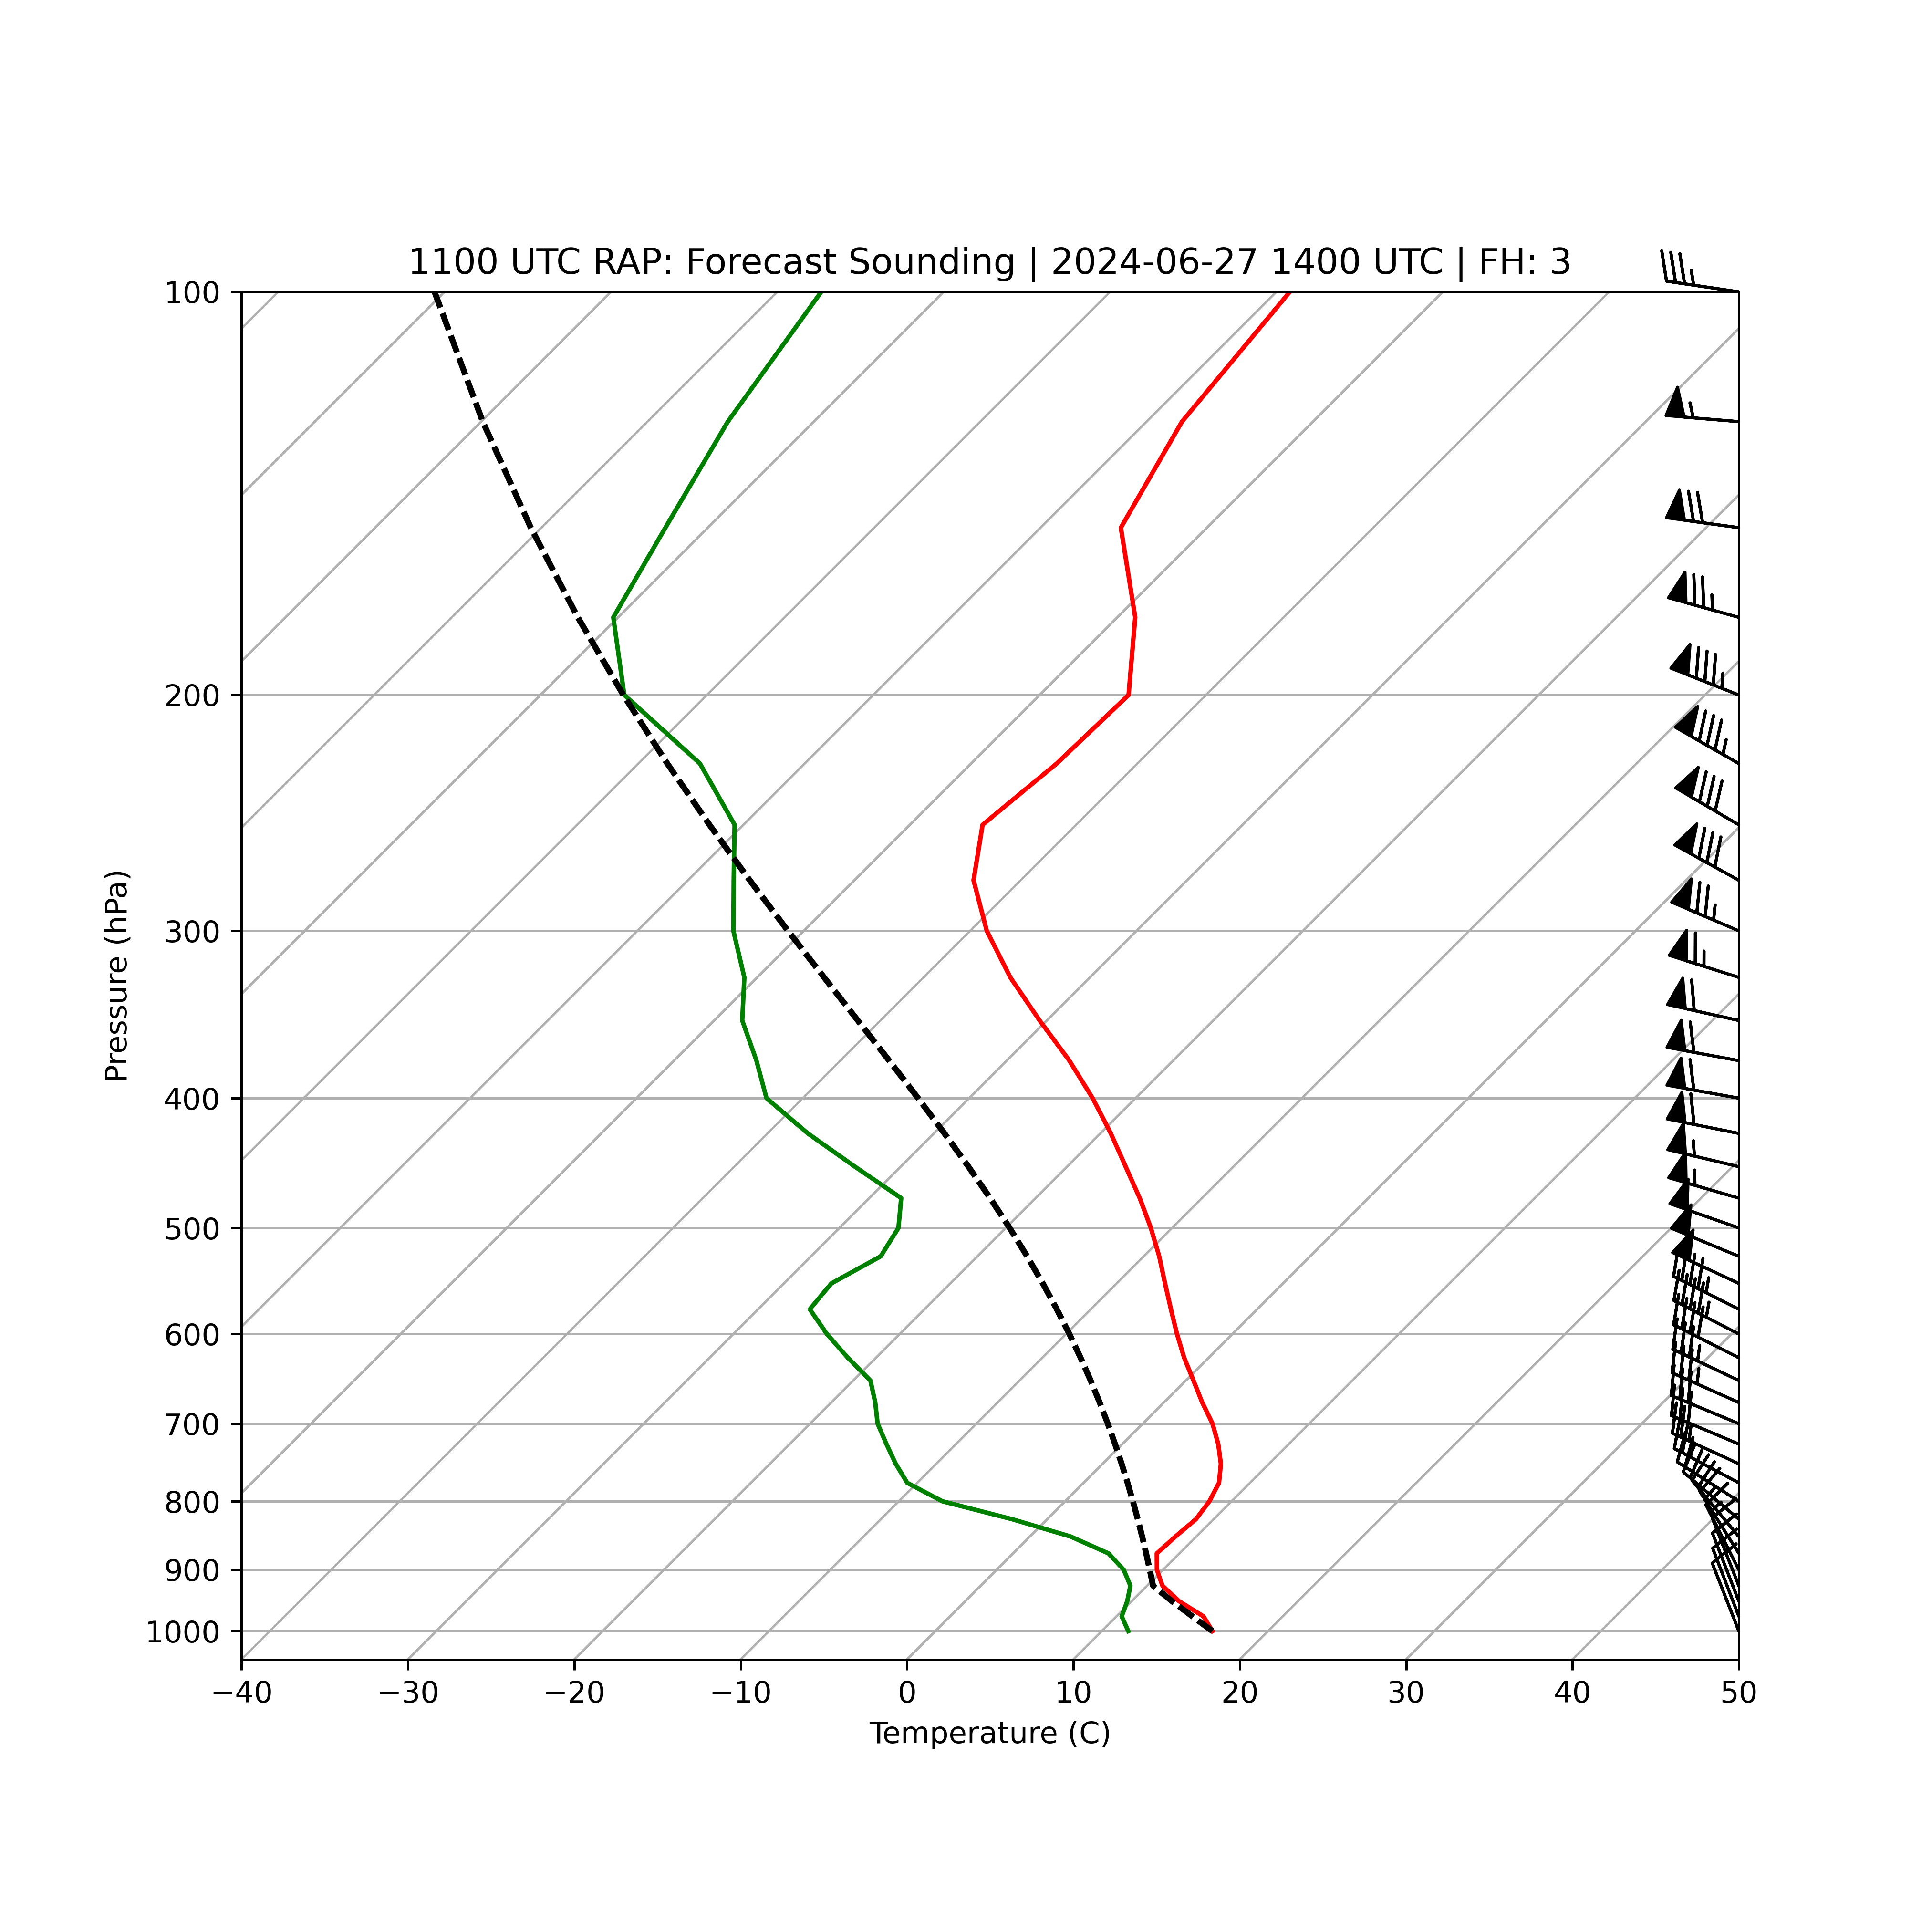 1100 UTC RAP: Forecast Sounding | 2024-06-27 1400 UTC | FH: 3
100
200
300
400
500
600
700
800
900
1000
Pressure (hPa)
−40 −30 −20 −10 0 10 20 30 40 50
Temperature (C)